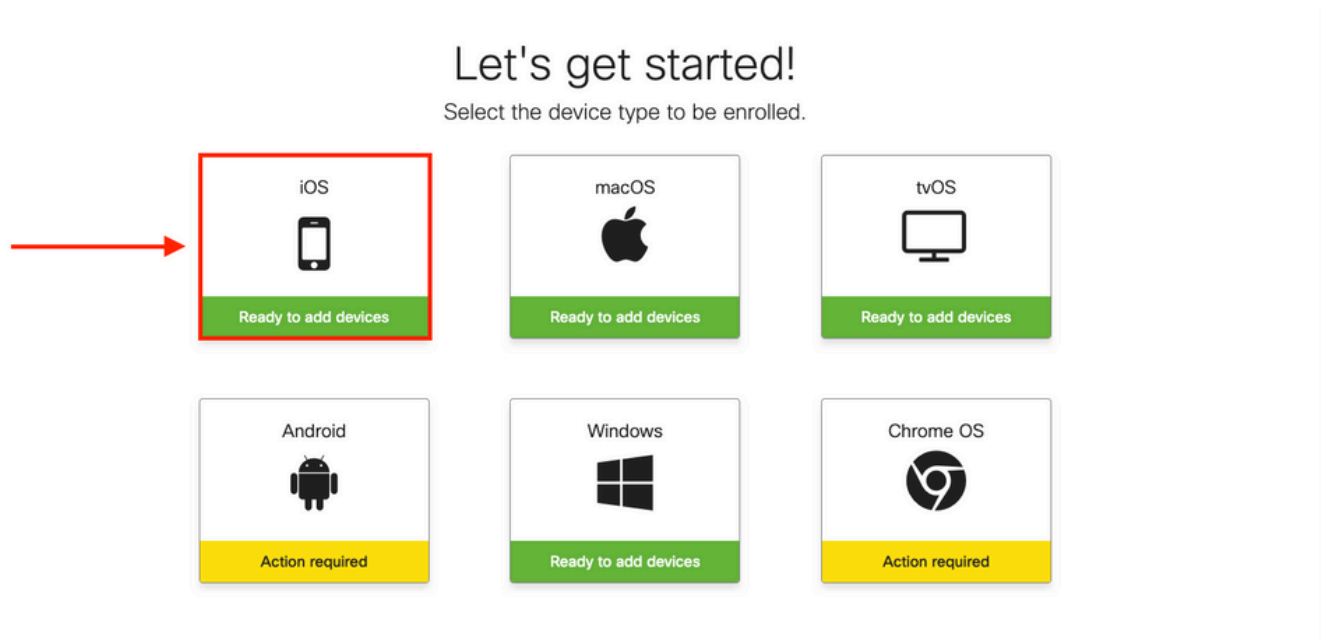 Let's get started!
Select the device type to be enrolled.
iOS
macOS
tvOS
Ready to add devices
Ready to add devices
Ready to add devices
Android
Windows
Chrome OS
Action required
Ready to add devices
Action required